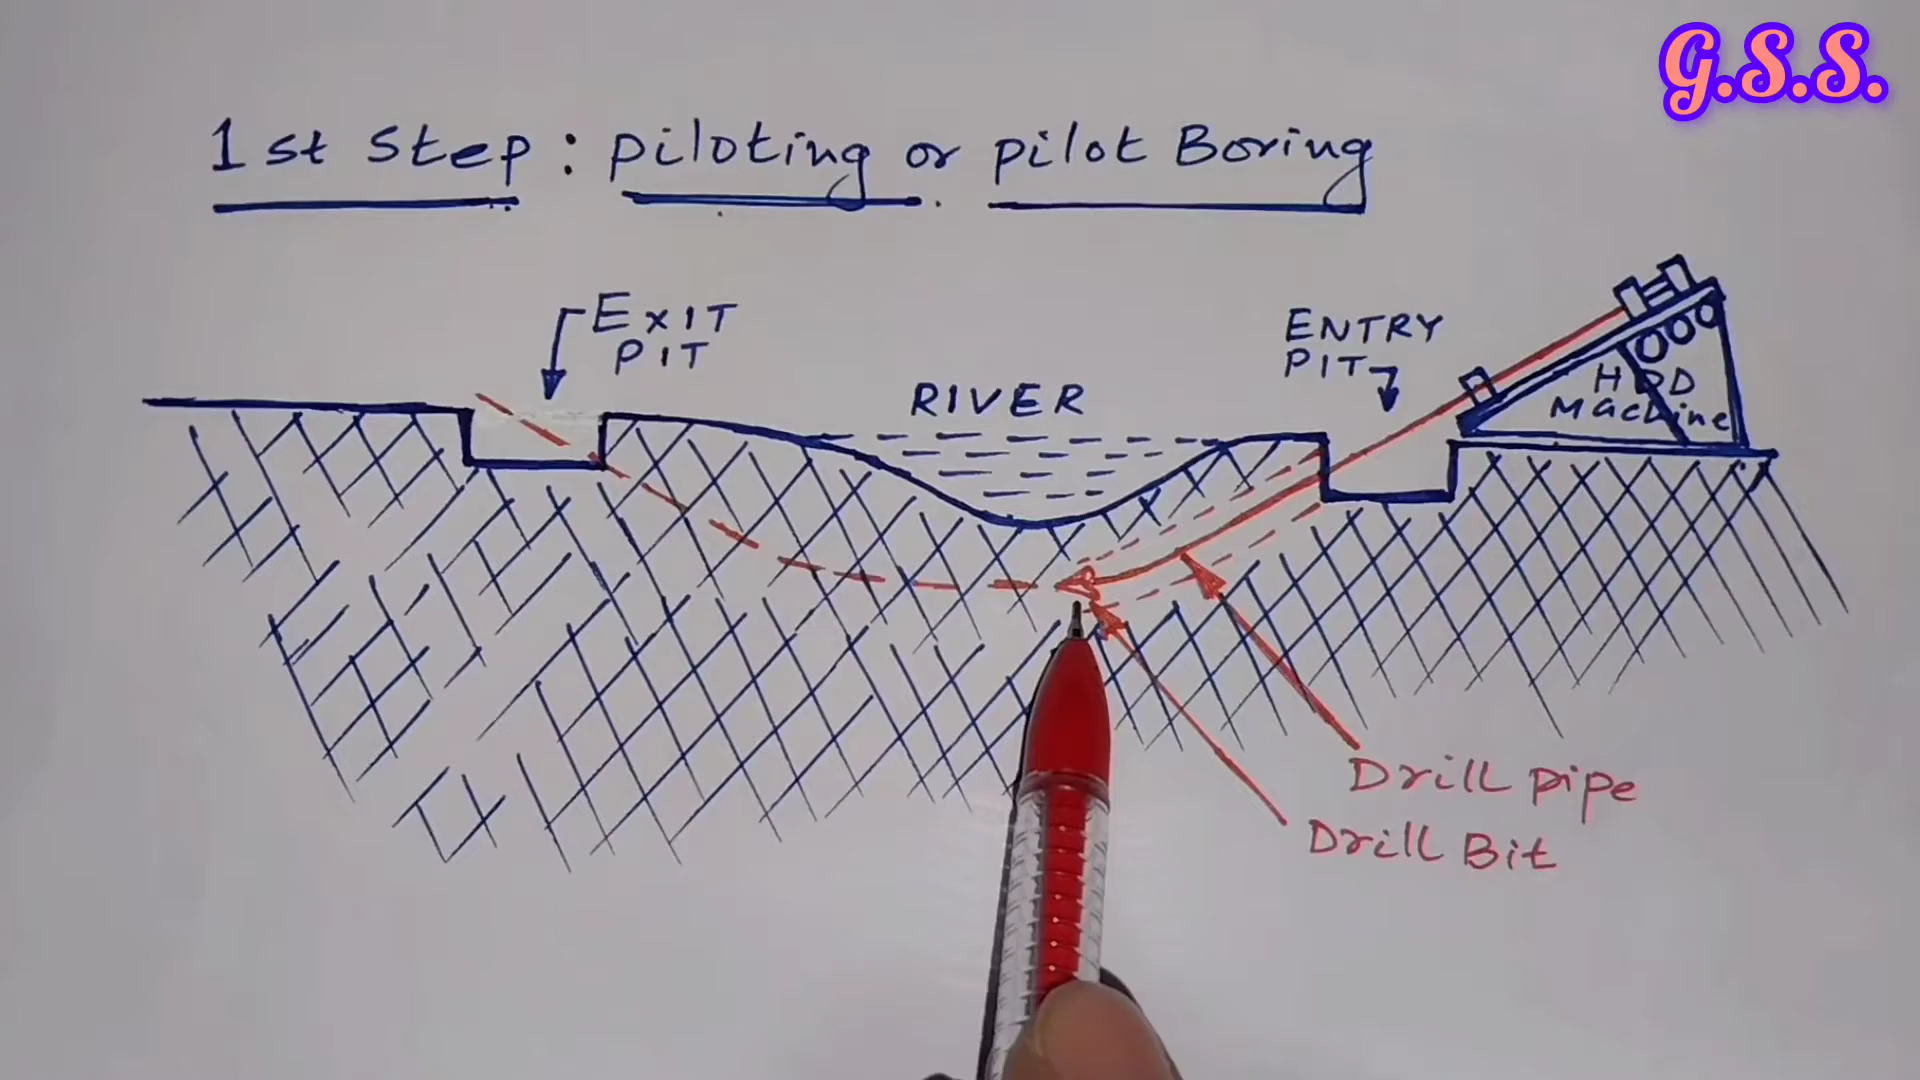 G.S.S.
1st Step : piloting or pilot Boring
EXIT
PIT
RIVER
ENTRY
PIT
HDD
Machine
Drill pipe
Drill Bit